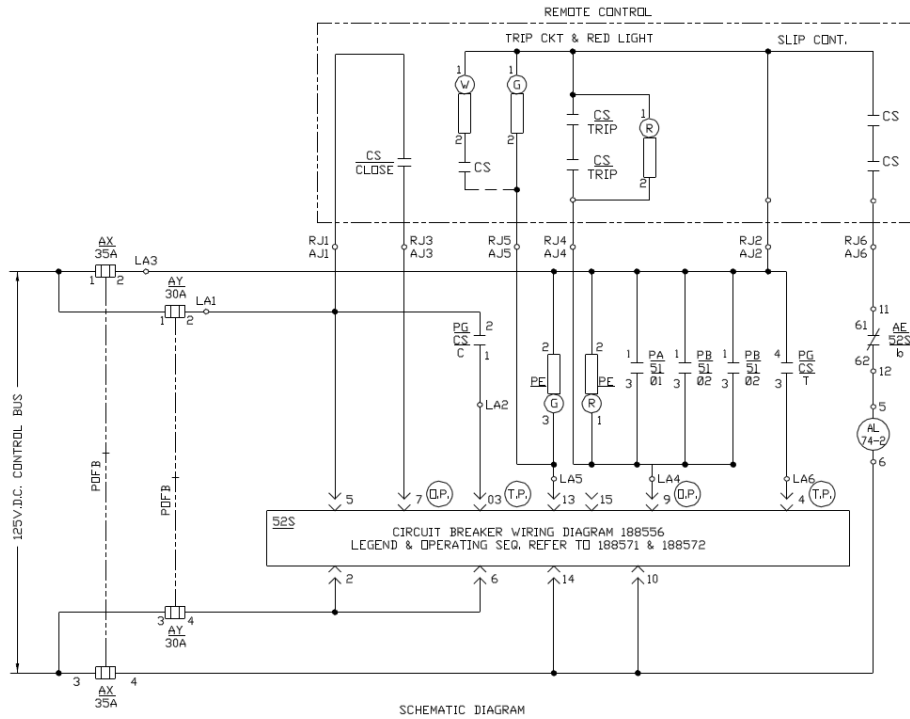 REMOTE CONTROL
TRIP CKT & RED LIGHT
SLIP CONT.
1 W 2
1 G 2
CS
CS
CLOSE
CS
TRIP
CS
TRIP
1 R 2
CS
CS
RJ1
AJ1
RJ3
AJ3
RJ5
AJ5
RJ4
AJ4
RJ2
AJ2
RJ6
AJ6
AX
35A
1 2
LA3
AY
30A
1 2
LA1
PG
CS
C
2
1
LA2
2
PE
G
3
2
PE
R
1
1
3
PA
51
Ø1
1
3
PB
51
Ø2
1
3
PB
51
Ø2
4
3
PG
CS
T
11
61
62
AE
52S
b
12
5
AL
74-2
6
125V.D.C. CONTROL BUS
POF.B
POF.B
LA5
LA4
LA6
5
7
O.P.
03
T.P.
13
15
9
O.P.
4
T.P.
52S
CIRCUIT BREAKER WIRING DIAGRAM 188556
LEGEND & OPERATING SEQ. REFER TO 188571 & 188572
2
6
14
10
3 4
AY
30A
3 4
AX
35A
SCHEMATIC DIAGRAM